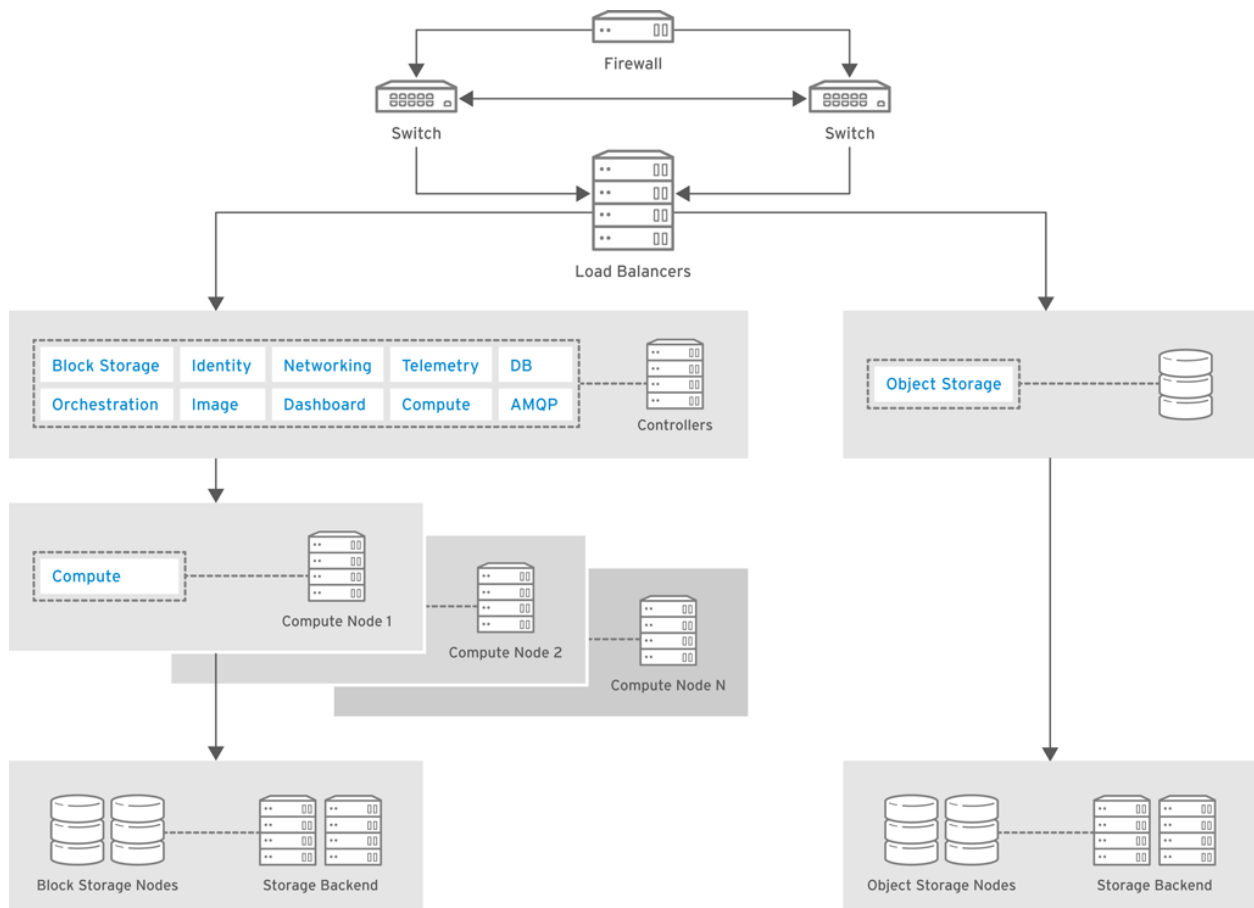 Firewall
Switch
Switch
Load Balancers
Block Storage
Identity
Networking
Telemetry
DB
Orchestration
Image
Dashboard
Compute
AMQP
Controllers
Object Storage
Compute
Compute Node 1
Compute Node 2
Compute Node N
Block Storage Nodes
Storage Backend
Object Storage Nodes
Storage Backend